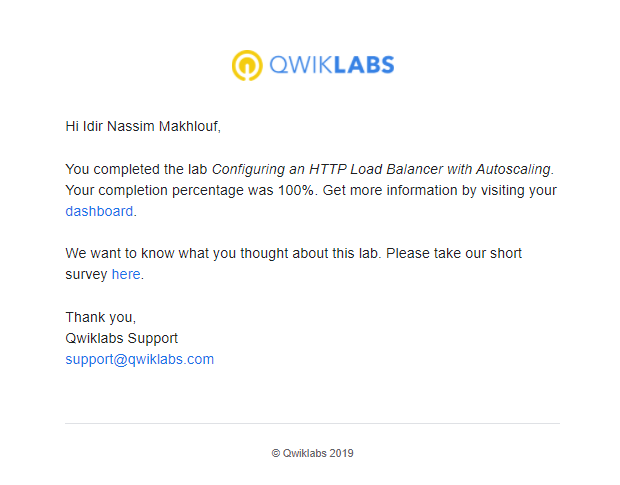 QWIKLABS
Hi Idir Nassim Makhlouf,
You completed the lab Configuring an HTTP Load Balancer with Autoscaling.
Your completion percentage was 100%. Get more information by visiting your
dashboard.
We want to know what you thought about this lab. Please take our short
survey here.
Thank you,
Qwiklabs Support
support@qwiklabs.com
© Qwiklabs 2019